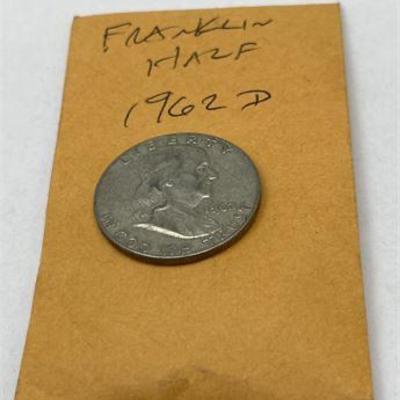 FRANKLIN
HALF
1962 D
LIBERTY
IN GOD WE TRUST